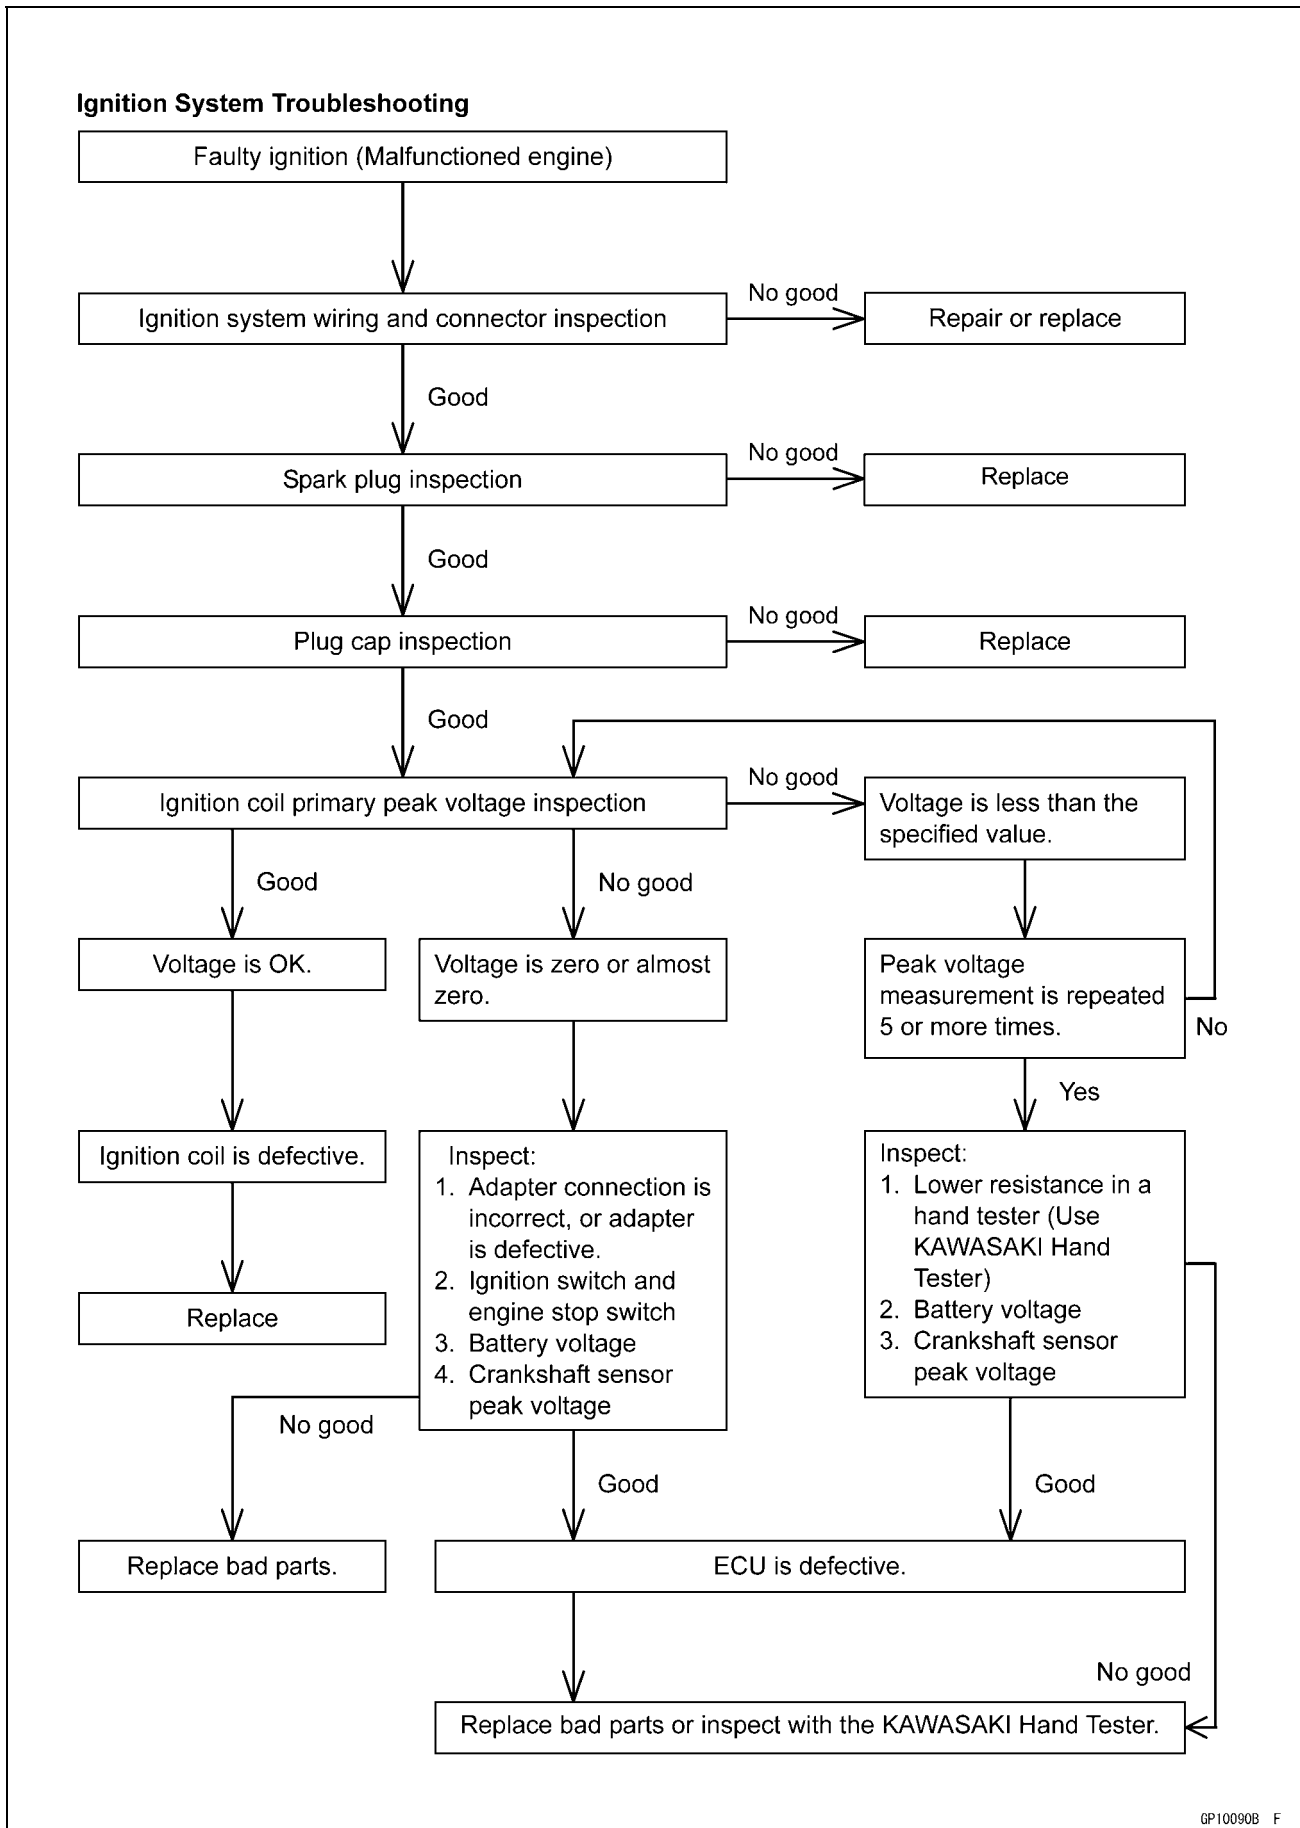 Ignition System Troubleshooting
Faulty ignition (Malfunctioned engine)
Ignition system wiring and connector inspection
No good
Repair or replace
Good
Spark plug inspection
No good
Replace
Good
Plug cap inspection
No good
Replace
Good
Ignition coil primary peak voltage inspection
No good
Voltage is less than the
specified value.
Good
No good
Voltage is OK.
Voltage is zero or almost
zero.
Peak voltage
measurement is repeated
5 or more times.
No
Yes
Ignition coil is defective.
Replace
Inspect:
1. Adapter connection is
incorrect, or adapter
is defective.
2. Ignition switch and
engine stop switch
3. Battery voltage
4. Crankshaft sensor
peak voltage
Inspect:
1. Lower resistance in a
hand tester (Use
KAWASAKI Hand
Tester)
2. Battery voltage
3. Crankshaft sensor
peak voltage
No good
Good
Good
Replace bad parts.
ECU is defective.
No good
Replace bad parts or inspect with the KAWASAKI Hand Tester.
GP10090B F